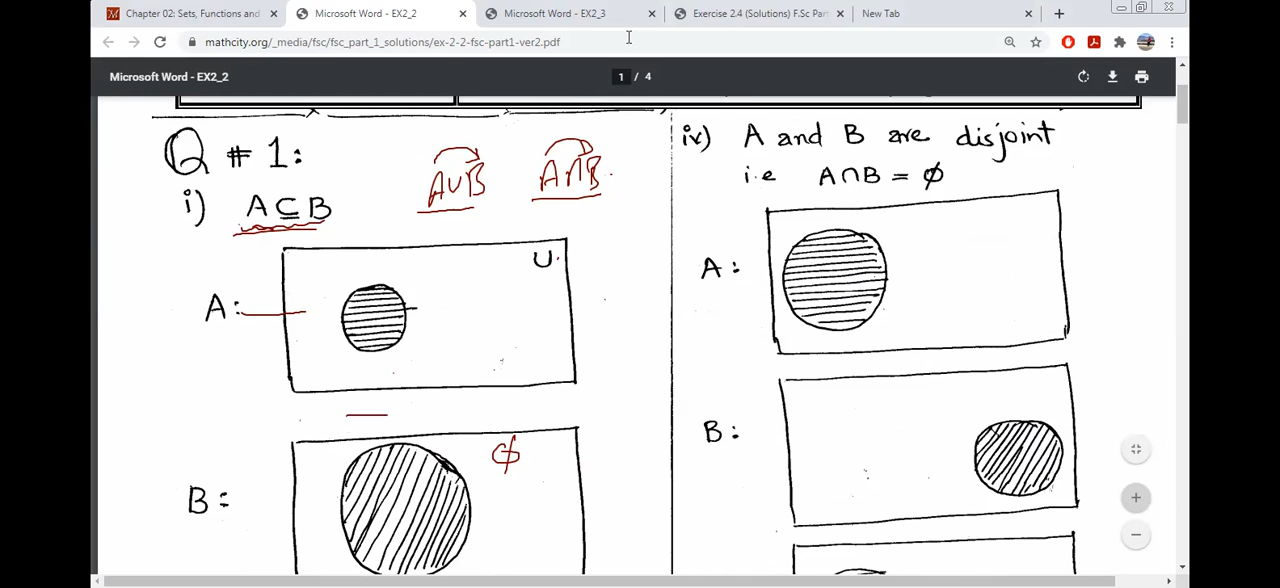 Chapter 02: Sets, Functions and
Microsoft Word - EX2_2
Microsoft Word - EX2_3
Exercise 2.4 (Solutions) F.Sc Par
New Tab
mathcity.org/_media/fsc/fsc_part_1_solutions/ex-2-2-fsc-part1-ver2.pdf
Microsoft Word - EX2_2
1 / 4
Q # 1:
A∪B
A∩B
i) A ⊆ B
U
A:
ϕ
B:
iv) A and B are disjoint
i.e A∩B = ϕ
A:
B: